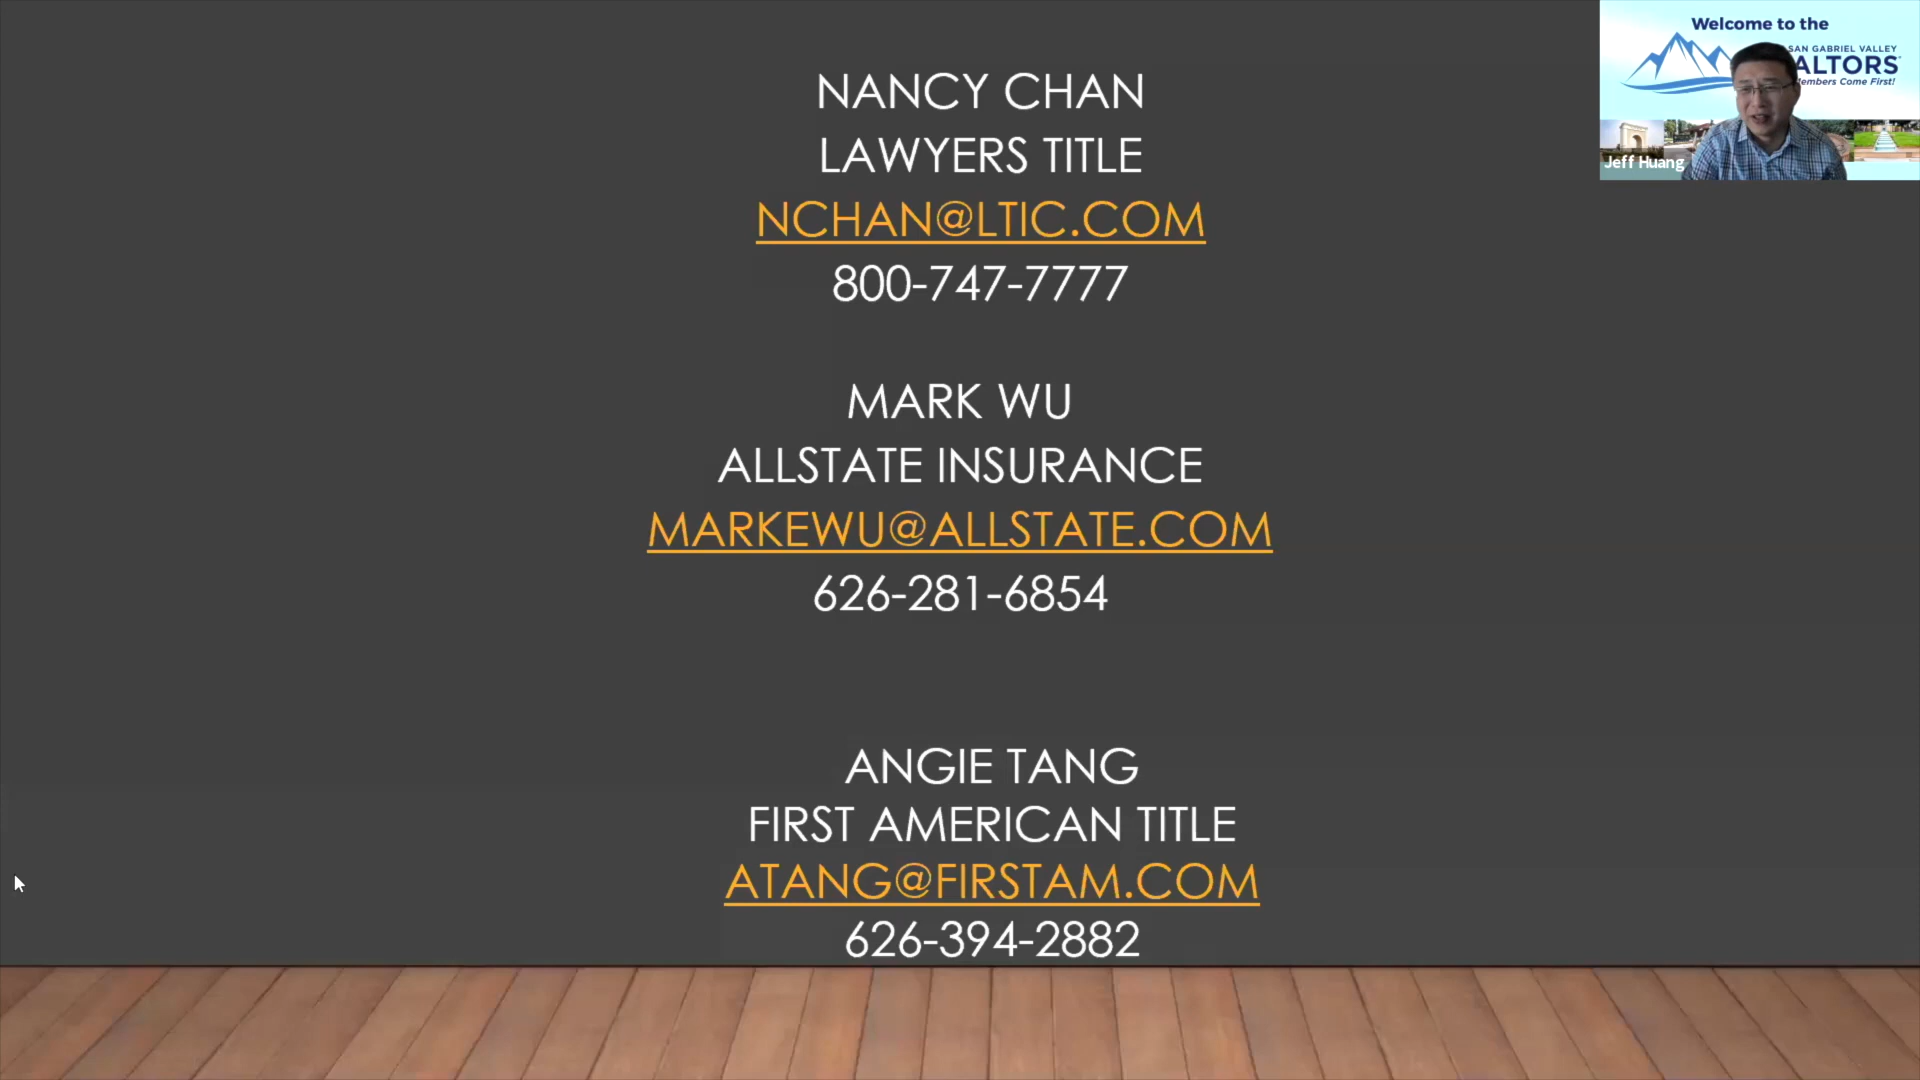 NANCY CHAN
LAWYERS TITLE
NCHAN@LTIC.COM
800-747-7777
MARK WU
ALLSTATE INSURANCE
MARKEWU@ALLSTATE.COM
626-281-6854
ANGIE TANG
FIRST AMERICAN TITLE
ATANG@FIRSTAM.COM
626-394-2882
Welcome to the
SAN GABRIEL VALLEY
ALTORS
embers Come First!
Jeff Huang